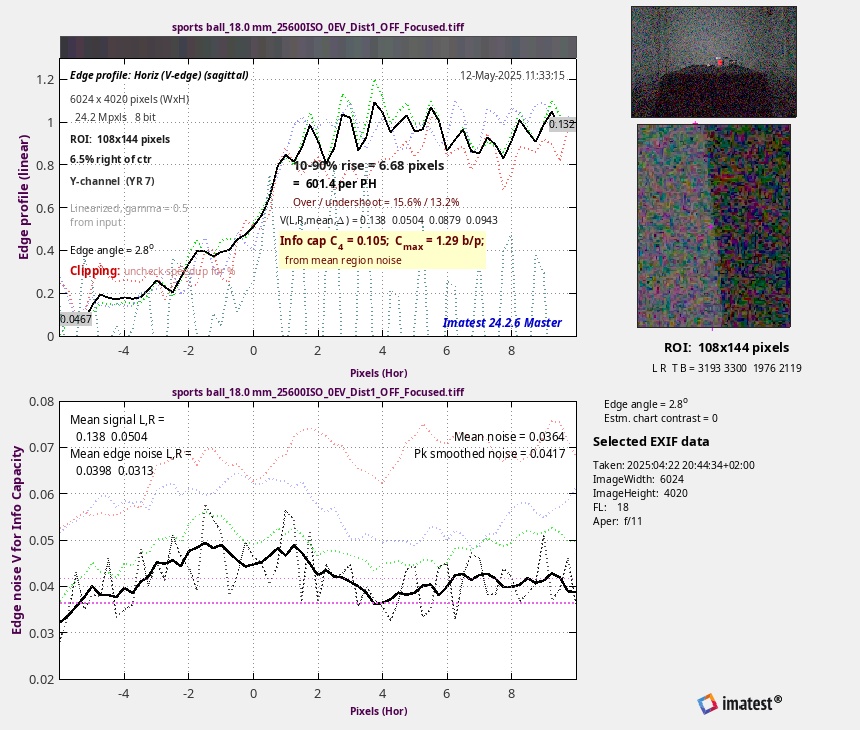 sports ball_18.0 mm_25600ISO_0EV_Dist1_OFF_Focused.tiff
Edge profile: Horiz (V-edge) (sagittal)
12-May-2025 11:33:15
6024 x 4020 pixels (WxH)
24.2 Mpxls 8 bit
ROI: 108x144 pixels
6.5% right of ctr
Y-channel (YR 7)
Linearized, gamma = 0.5
from input
Edge angle = 2.8º
Clipping: uncheck speedup for %
0.132
10-90% rise = 6.68 pixels
= 601.4 per PH
Over / undershoot = 15.6% / 13.2%
V(L,R,mean,Δ) = 0.138 0.0504 0.0879 0.0943
Info cap C4 = 0.105; Cmax = 1.29 b/p;
from mean region noise
0.0467
Imatest 24.2.6 Master
Edge profile (linear)
1.2
1
0.8
0.6
0.4
0.2
0
-4 -2 0 2 4 6 8
Pixels (Hor)
sports ball_18.0 mm_25600ISO_0EV_Dist1_OFF_Focused.tiff
Mean signal L,R =
0.138 0.0504
Mean edge noise L,R =
0.0398 0.0313
Mean noise = 0.0364
Pk smoothed noise = 0.0417
Edge noise V for Info Capacity
0.08
0.07
0.06
0.05
0.04
0.03
0.02
-4 -2 0 2 4 6 8
Pixels (Hor)
ROI: 108x144 pixels
L R T B = 3193 3300 1976 2119
Edge angle = 2.8º
Estm. chart contrast = 0
Selected EXIF data
Taken: 2025:04:22 20:44:34+02:00
ImageWidth: 6024
ImageHeight: 4020
FL: 18
Aper: f/11
imatest®